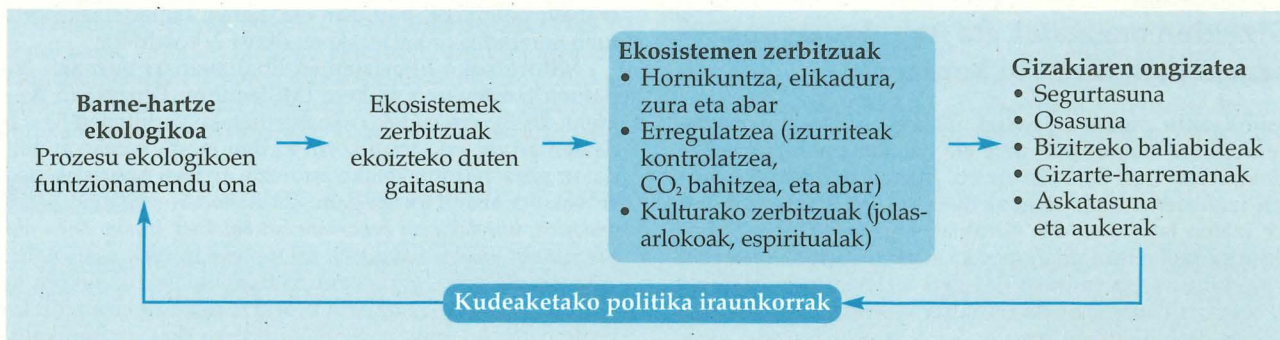 Barne-hartze
ekologikoa
Prozesu ekologikoen
funtzionamendu ona
Ekosistemek
zerbitzuak
ekoizteko duten
gaitasuna
Ekosistemen zerbitzuak
• Hornikuntza, elikadura,
zura eta abar
• Erregulatzea (izurriteak
kontrolatzea,
CO₂ bahitzea, eta abar)
• Kulturako zerbitzuak (jolas-
arlokoak, espiritualak)
Gizakiaren ongizatea
• Segurtasuna
• Osasuna
• Bizitzeko baliabideak
• Gizarte-harremanak
• Askatasuna
eta aukerak
Kudeaketako politika iraunkorrak